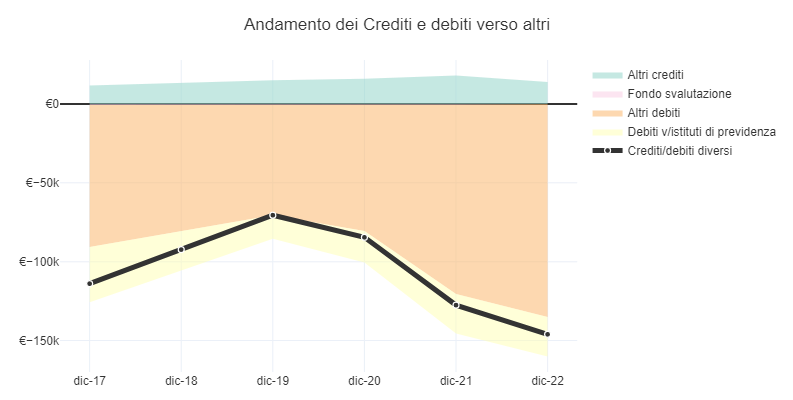 Andamento dei Crediti e debiti verso altri
Altri crediti
Fondo svalutazione
Altri debiti
Debiti v/istituti di previdenza
Crediti/debiti diversi
€0
€−50k
€−100k
€−150k
dic-17
dic-18
dic-19
dic-20
dic-21
dic-22